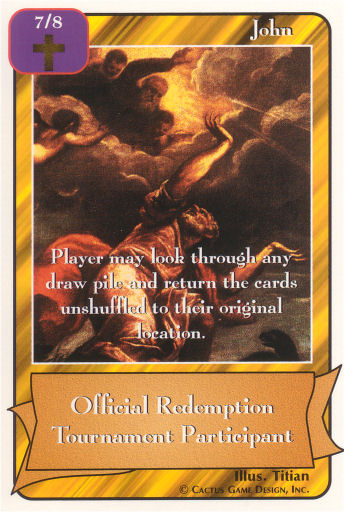 7/8
John
Player may look through any
draw pile and return the cards
unshuffled to their original
location.
Official Redemption
Tournament Participant
Illus. Titian
© CACTUS GAME DESIGN, INC.